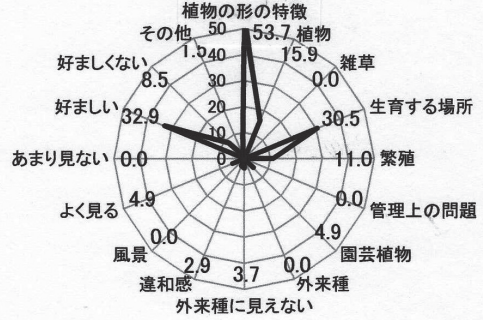 植物の形の特徴
53.7
植物
15.9
雑草
0.0
生育する場所
30.5
繁殖
11.0
管理上の問題
0.0
園芸植物
4.9
外来種
0.0
外来種に見えない
3.7
違和感
2.9
風景
0.0
よく見る
4.9
あまり見ない
0.0
好ましい
32.9
好ましくない
8.5
その他
1.5
50
40
30
20
10
0